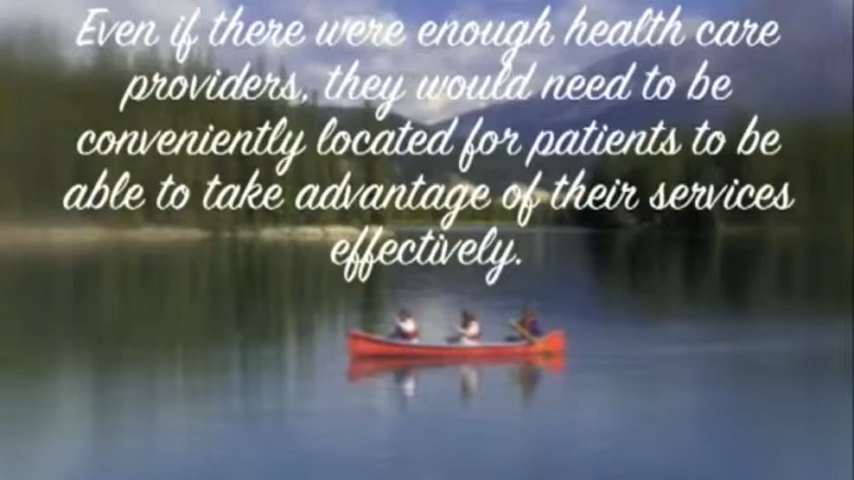 Even if there were enough health care
providers, they would need to be
conveniently located for patients to be
able to take advantage of their services
effectively.